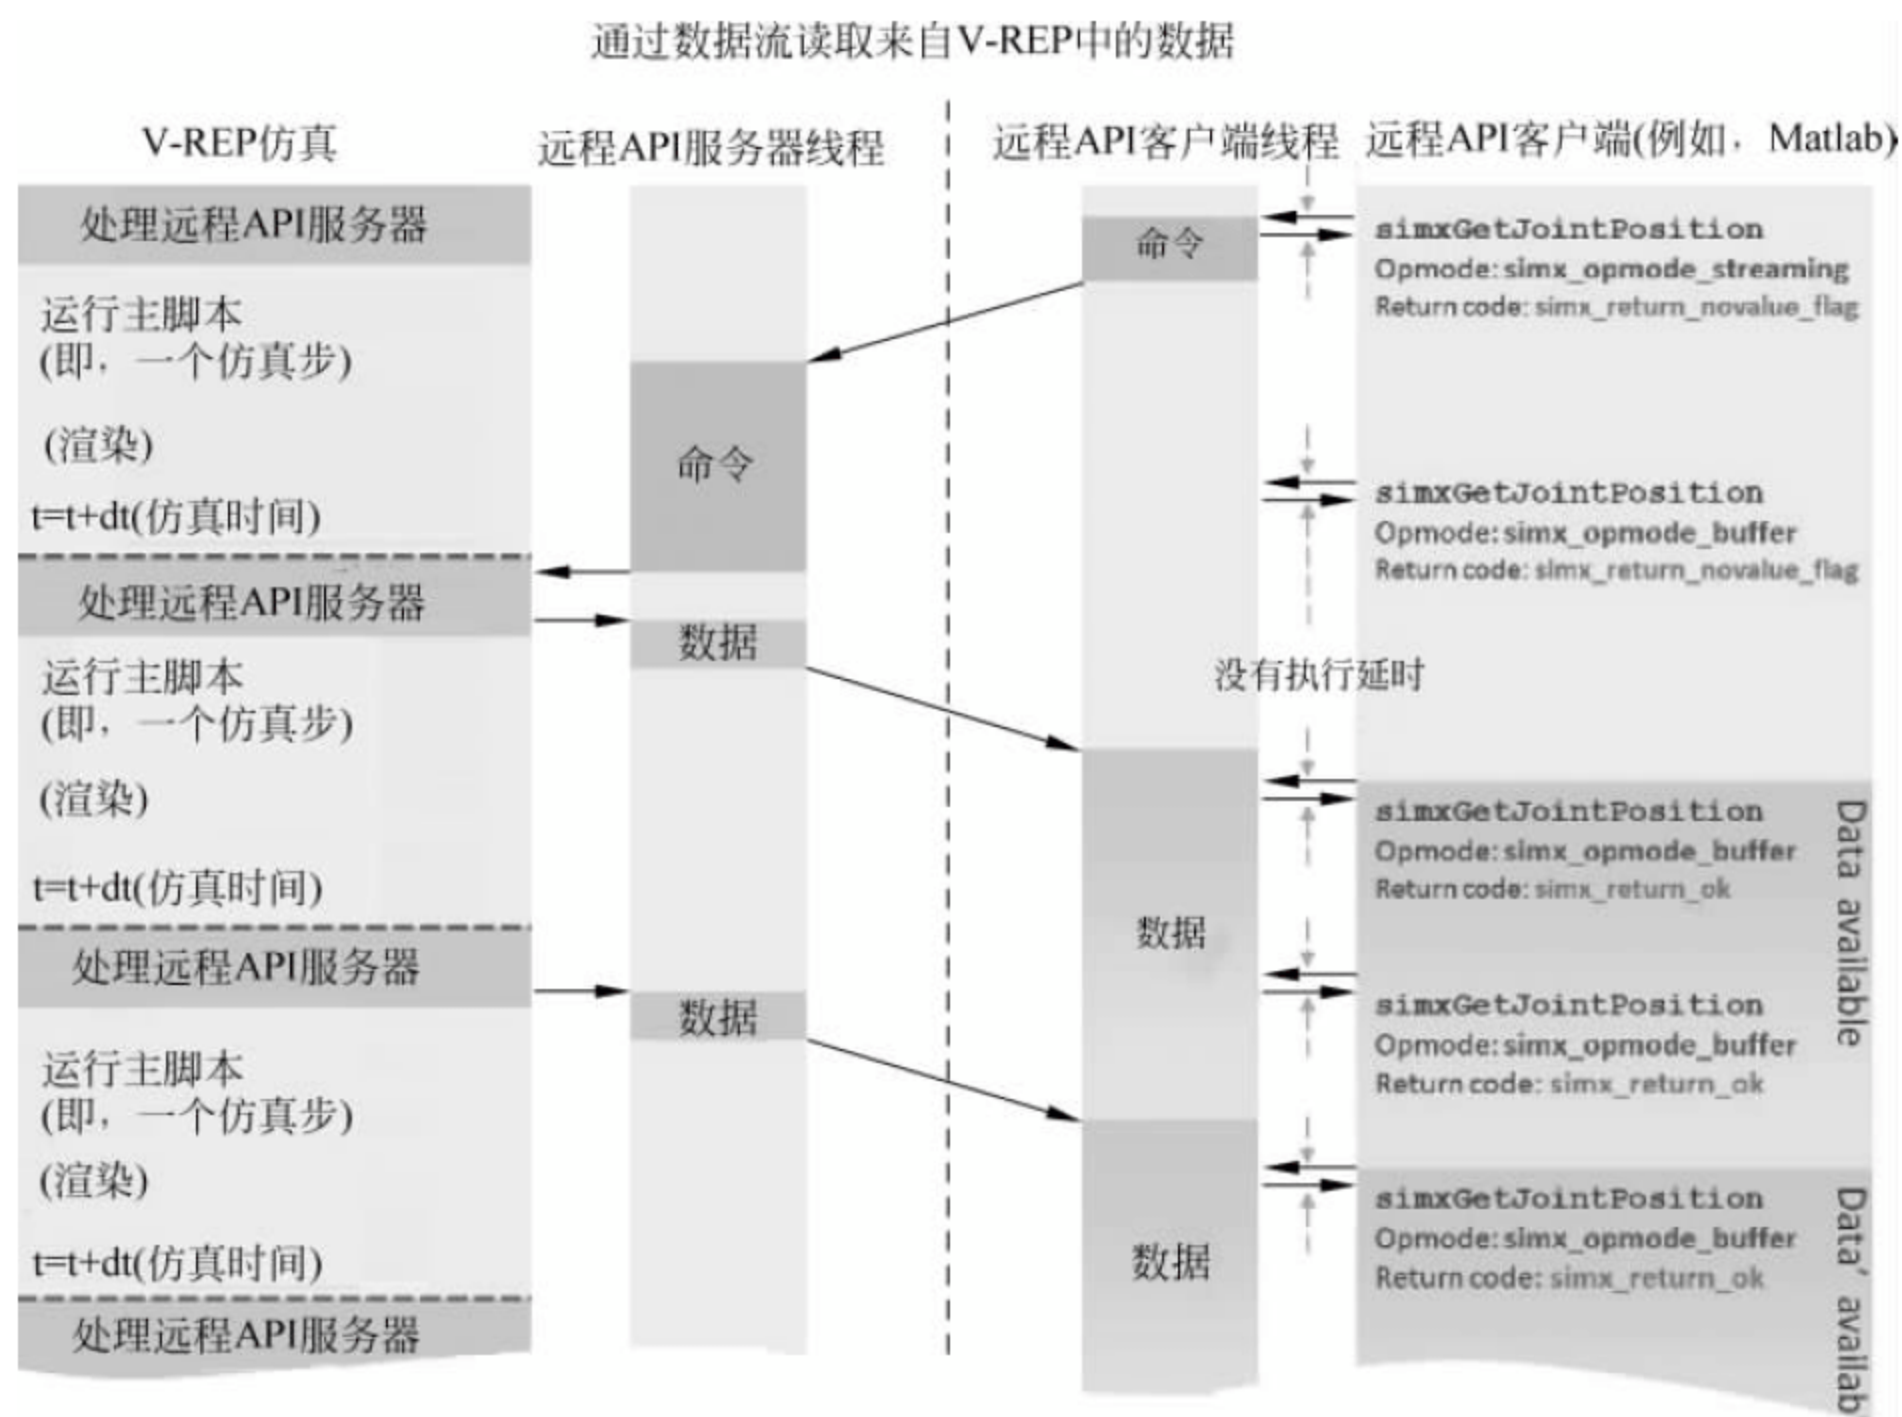 通过数据流读取来自V-REP中的数据
V-REP仿真
远程API服务器线程
远程API客户端线程
远程API客户端(例如，Matlab)
处理远程API服务器
运行主脚本
(即，一个仿真步)
(渲染)
t=t+dt(仿真时间)
处理远程API服务器
运行主脚本
(即，一个仿真步)
(渲染)
t=t+dt(仿真时间)
处理远程API服务器
运行主脚本
(即，一个仿真步)
(渲染)
t=t+dt(仿真时间)
处理远程API服务器
命令
数据
数据
命令
数据
数据
没有执行延时
simxGetJointPosition
Opmode: simx_opmode_streaming
Return code: simx_return_novalue_flag
simxGetJointPosition
Opmode: simx_opmode_buffer
Return code: simx_return_novalue_flag
simxGetJointPosition
Opmode: simx_opmode_buffer
Return code: simx_return_ok
simxGetJointPosition
Opmode: simx_opmode_buffer
Return code: simx_return_ok
simxGetJointPosition
Opmode: simx_opmode_buffer
Return code: simx_return_ok
Data available
Data' availab